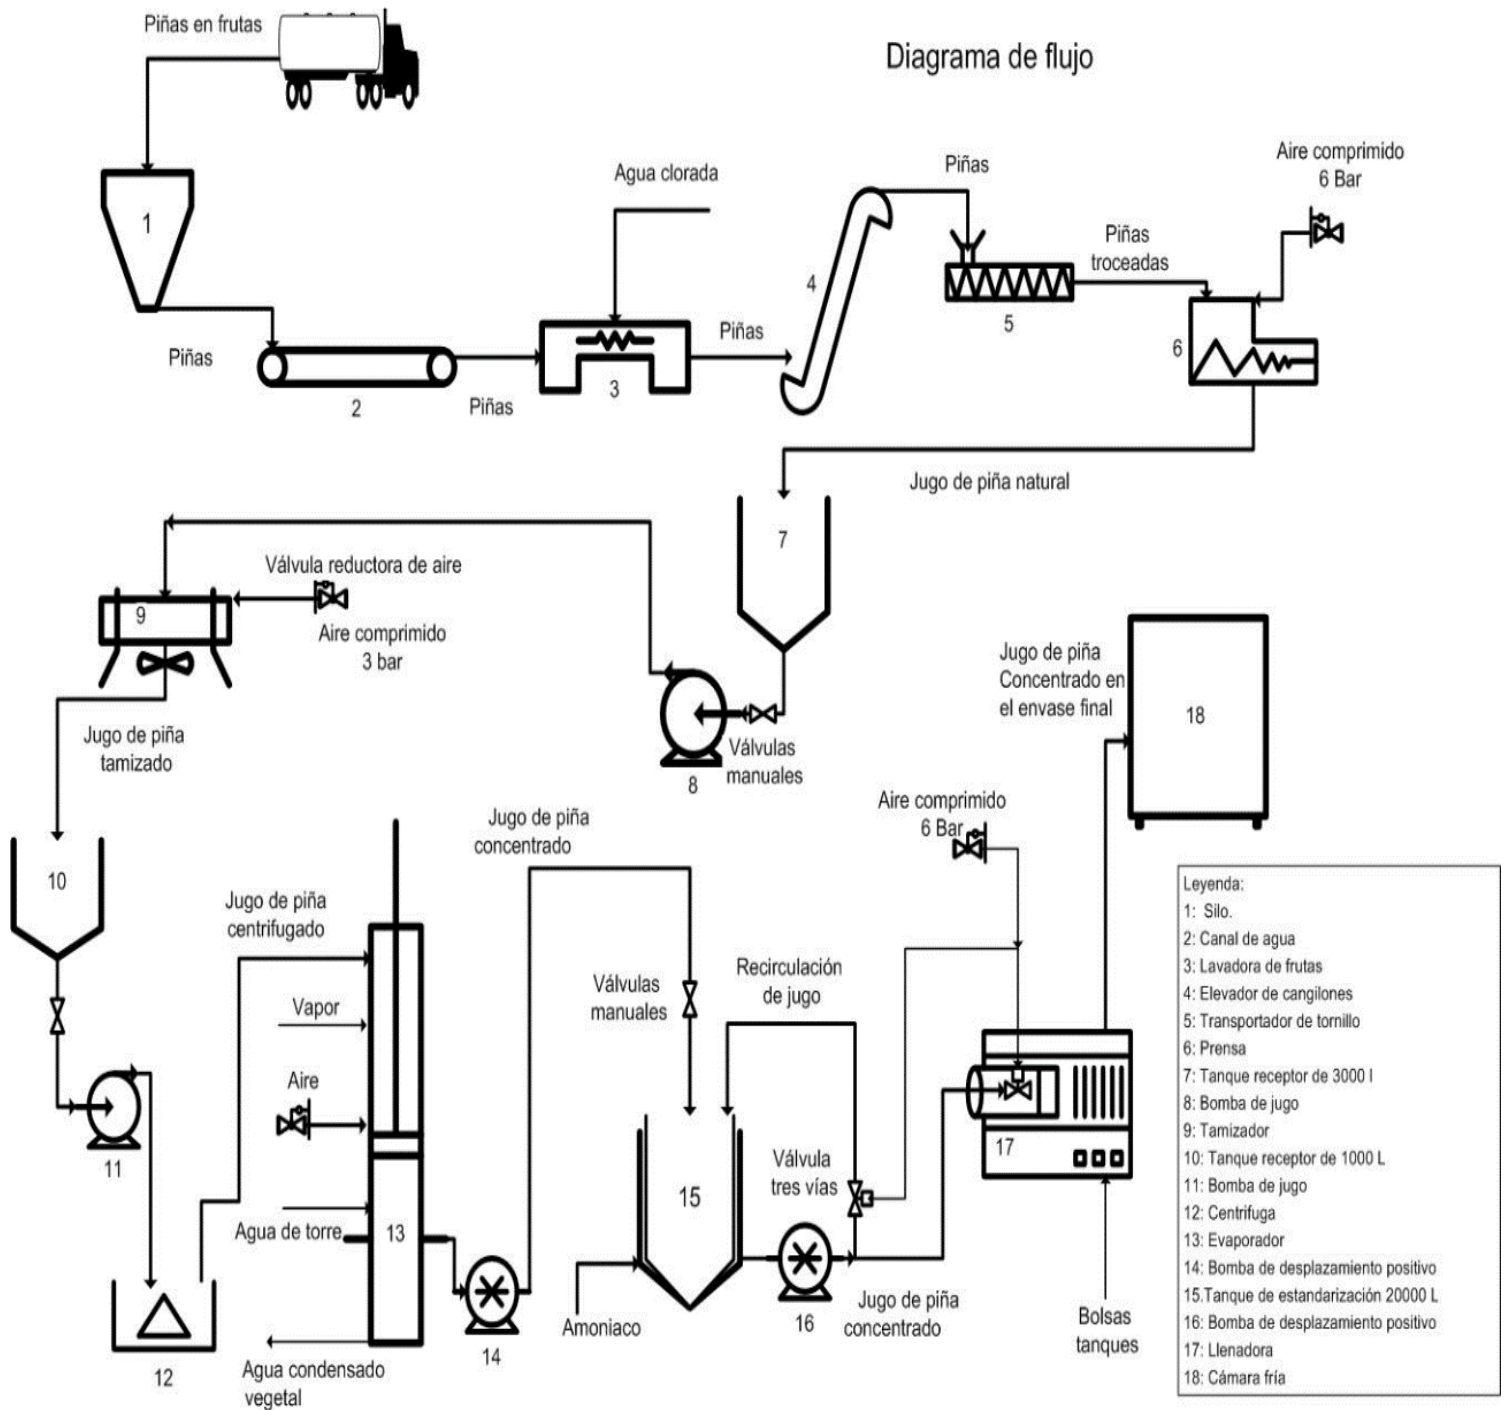 Piñas en frutas
Diagrama de flujo
Aire comprimido
6 Bar
Agua clorada
Piñas
1
4
Piñas
troceadas
5
6
Piñas
Piñas
3
2
Piñas
Jugo de piña natural
7
Válvula reductora de aire
9
Aire comprimido
3 bar
Jugo de piña
tamizado
Válvulas
manuales
8
Jugo de piña
Concentrado en
el envase final
18
Aire comprimido
6 Bar
Jugo de piña
concentrado
10
Jugo de piña
centrifugado
Válvulas
manuales
Recirculación
de jugo
Vapor
Aire
11
Agua de torre
13
15
Válvula
tres vías
17
Amoniaco
16
Jugo de piña
concentrado
Bolsas
tanques
14
12
Agua condensado
vegetal
Leyenda:
1: Silo.
2: Canal de agua
3: Lavadora de frutas
4: Elevador de cangilones
5: Transportador de tornillo
6: Prensa
7: Tanque receptor de 3000 l
8: Bomba de jugo
9: Tamizador
10: Tanque receptor de 1000 L
11: Bomba de jugo
12: Centrifuga
13: Evaporador
14: Bomba de desplazamiento positivo
15.Tanque de estandarización 20000 L
16: Bomba de desplazamiento positivo
17: Llenadora
18: Cámara fría